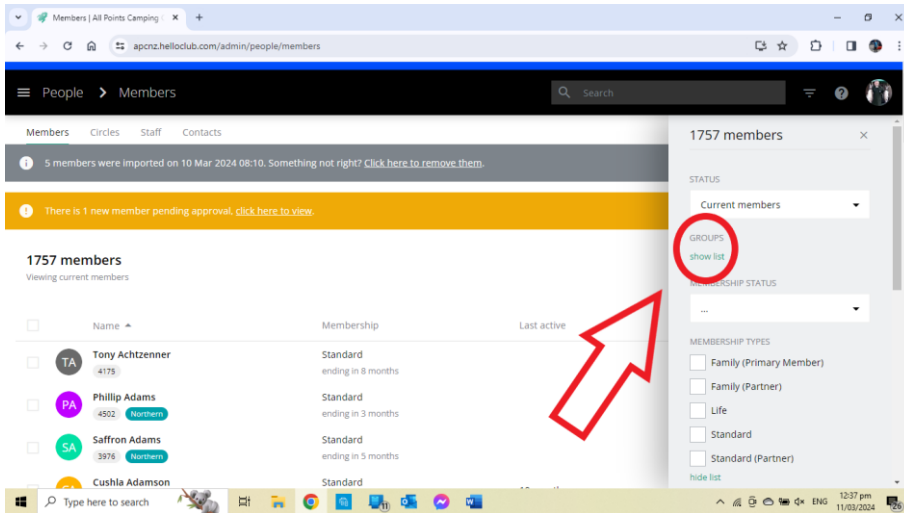 Members | All Points Camping C
apcnz.helloclub.com/admin/people/members
People > Members
Search
Members Circles Staff Contacts
5 members were imported on 10 Mar 2024 08:10. Something not right? Click here to remove them.
There is 1 new member pending approval, click here to view.
1757 members
Viewing current members
Name Membership Last active
TA Tony Achtzenner Standard
4175 ending in 8 months
PA Phillip Adams Standard
4502 Northern ending in 3 months
SA Saffron Adams Standard
3976 Northern ending in 5 months
Cushla Adamson Standard
1757 members
STATUS
Current members
GROUPS
show list
MEMBERSHIP STATUS
...
MEMBERSHIP TYPES
Family (Primary Member)
Family (Partner)
Life
Standard
Standard (Partner)
hide list
Type here to search
ENG
12:37 pm
11/03/2024